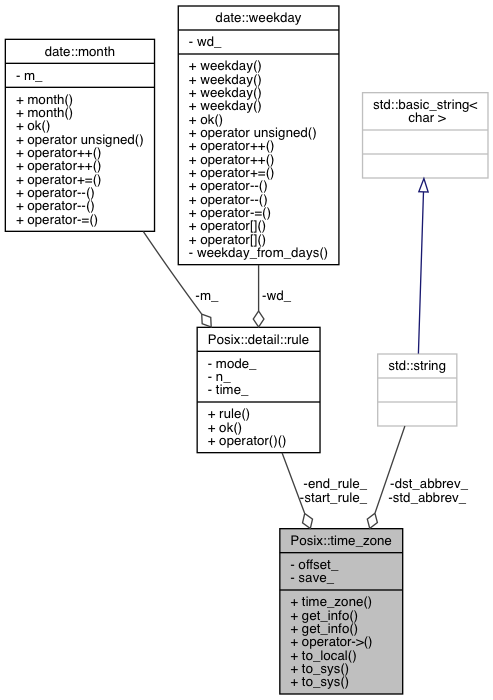 date::month
- m_
+ month()
+ month()
+ ok()
+ operator unsigned()
+ operator++()
+ operator++()
+ operator+=()
+ operator--()
+ operator--()
+ operator-=()
date::weekday
- wd_
+ weekday()
+ weekday()
+ weekday()
+ weekday()
+ ok()
+ operator unsigned()
+ operator++()
+ operator++()
+ operator+=()
+ operator--()
+ operator--()
+ operator-=()
+ operator[]()
+ operator[]()
- weekday_from_days()
std::basic_string<
char >
-m_
-wd_
Posix::detail::rule
- mode_
- n_
- time_
+ rule()
+ ok()
+ operator()()
std::string
-end_rule_
-start_rule_
-dst_abbrev_
-std_abbrev_
Posix::time_zone
- offset_
- save_
+ time_zone()
+ get_info()
+ get_info()
+ operator->()
+ to_local()
+ to_sys()
+ to_sys()